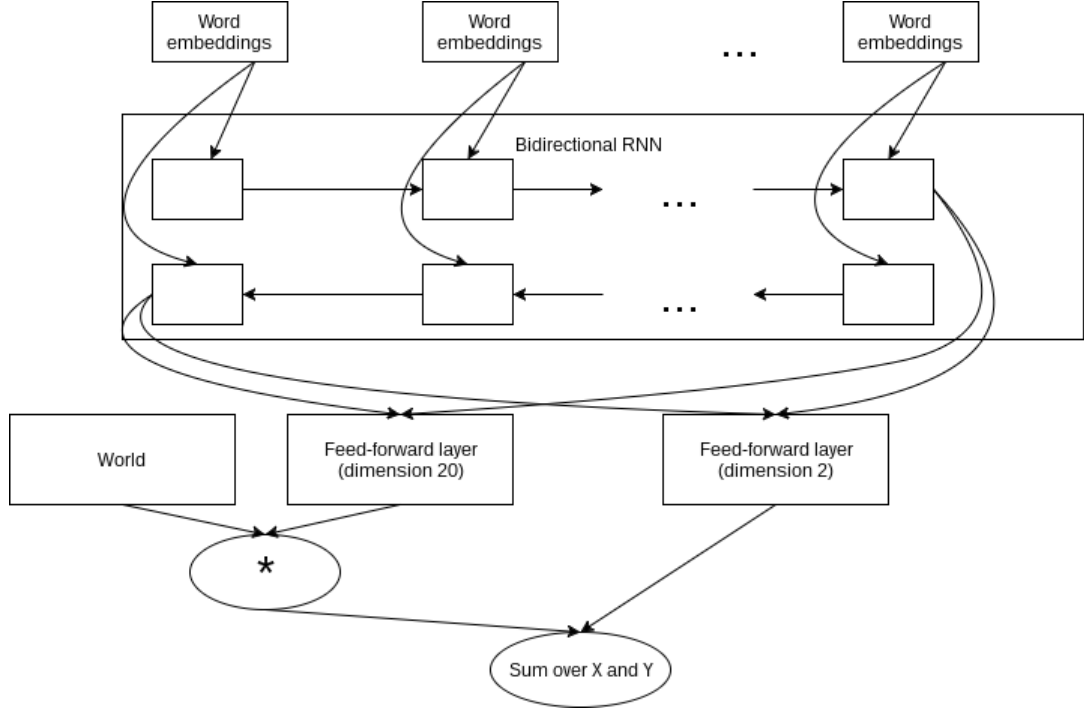 Word
embeddings
Word
embeddings
...
Word
embeddings
Bidirectional RNN
...
...
World
Feed-forward layer
(dimension 20)
Feed-forward layer
(dimension 2)
*
Sum over X and Y